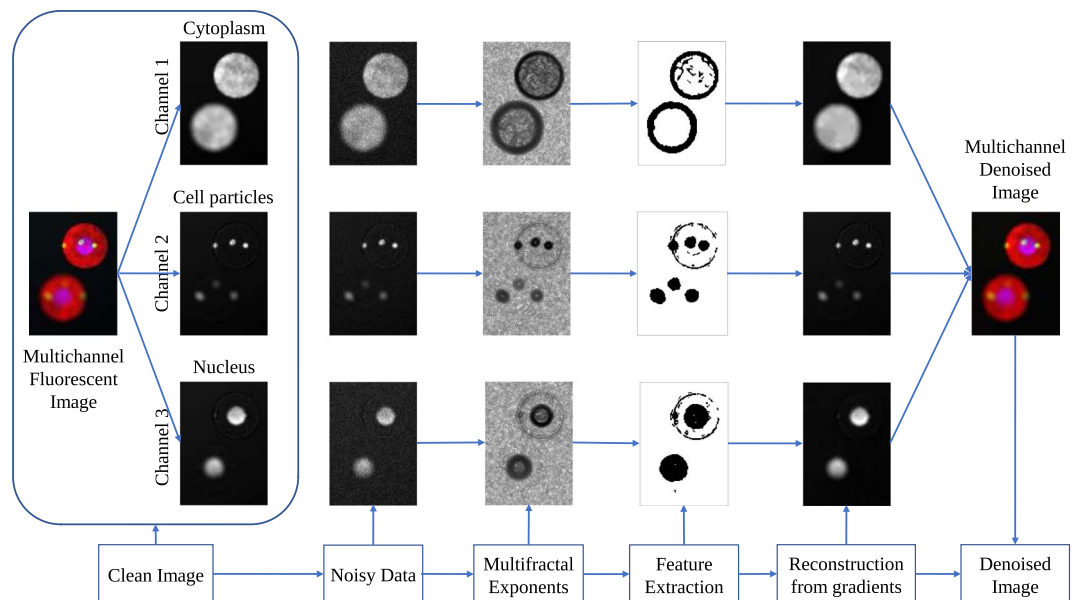 Cytoplasm
Channel 1
Cell particles
Channel 2
Multichannel
Fluorescent
Image
Nucleus
Channel 3
Multichannel
Denoised
Image
Clean Image
Noisy Data
Multifractal
Exponents
Feature
Extraction
Reconstruction
from gradients
Denoised
Image